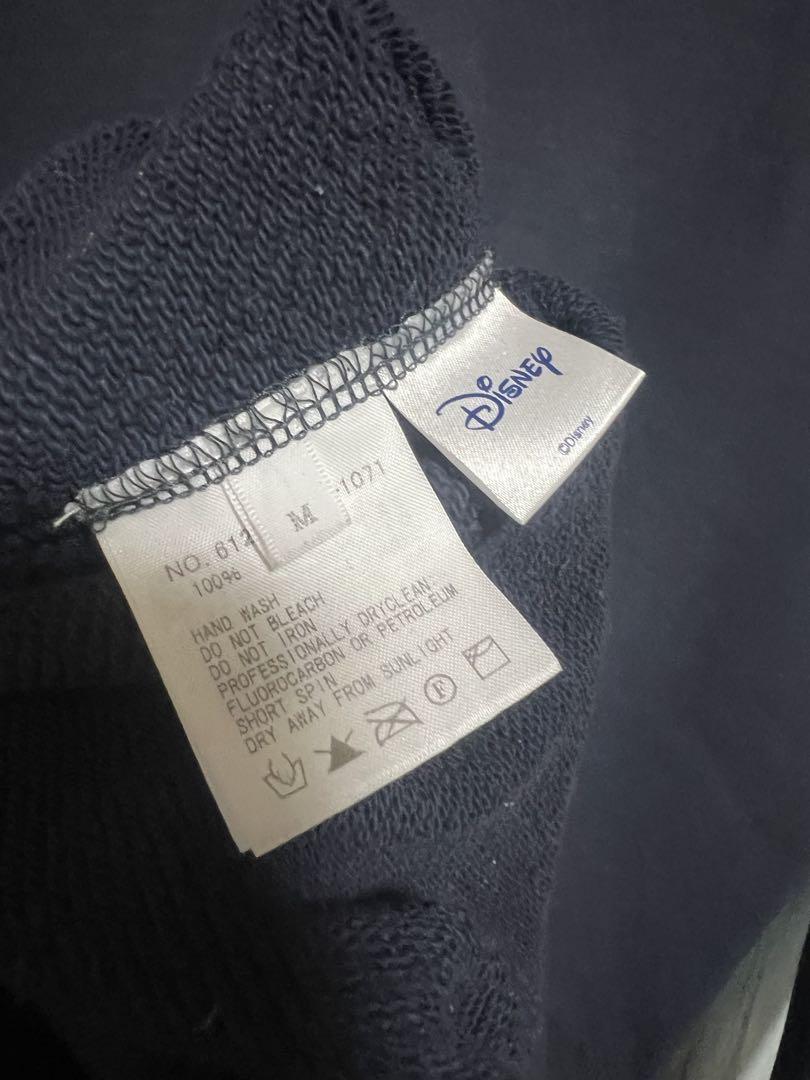 Disney
©Disney
M
NO. 612
-1071
100%
HAND WASH
DO NOT BLEACH
DO NOT IRON
PROFESSIONALLY DRYCLEAN.
FLUOROCARBON OR PETROLEUM
SHORT SPIN
DRY AWAY FROM SUNLIGHT
F